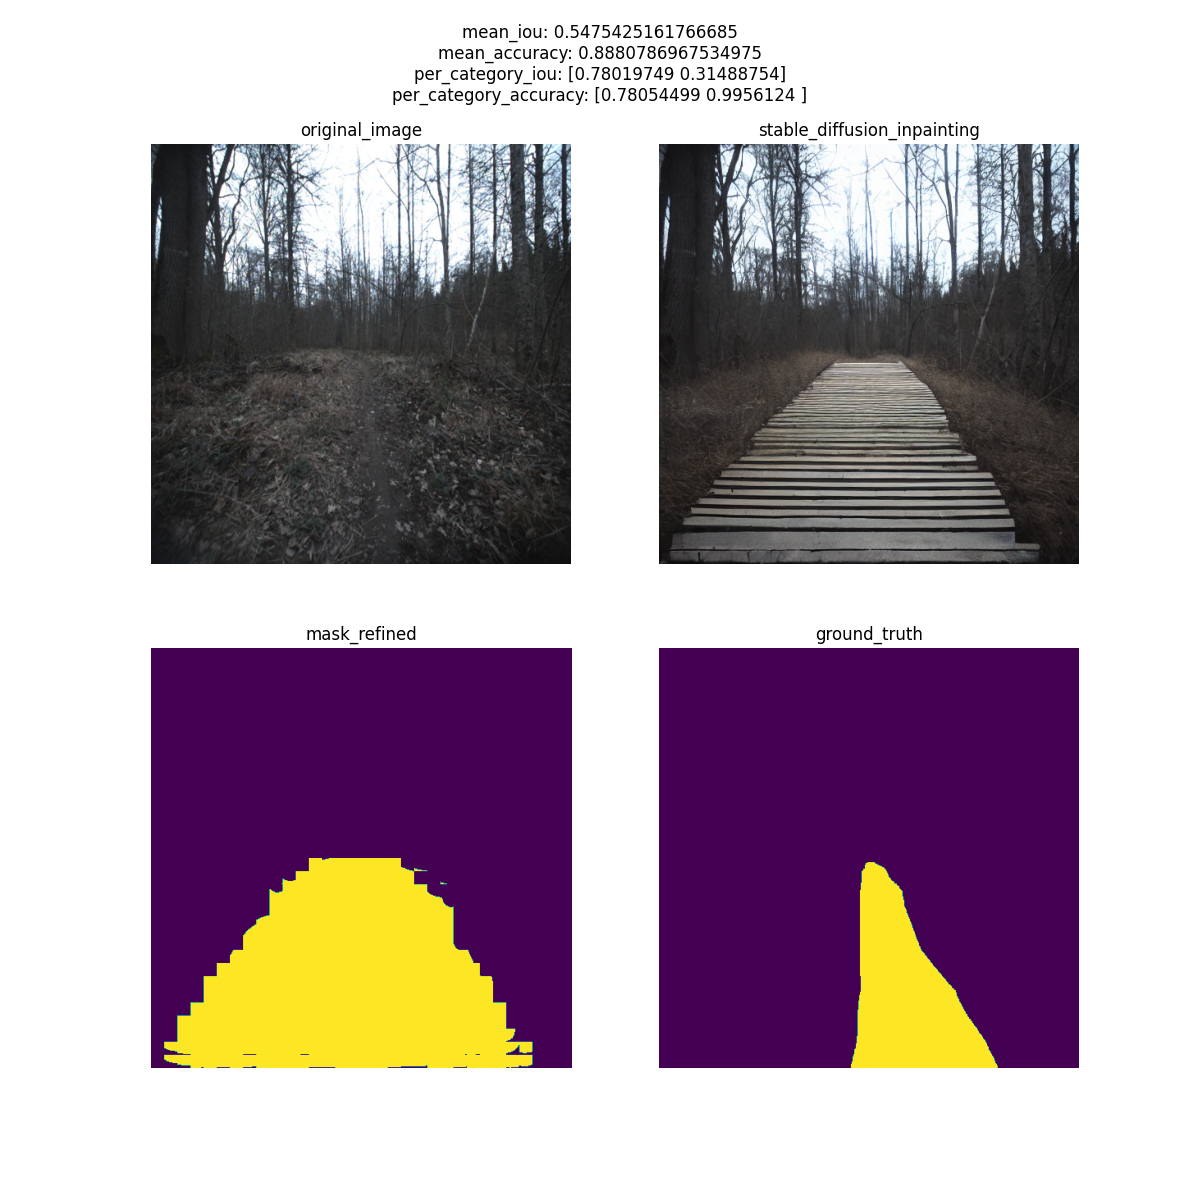 mean_iou: 0.5475425161766685
mean_accuracy: 0.8880786967534975
per_category_iou: [0.78019749 0.31488754]
per_category_accuracy: [0.78054499 0.9956124 ]
original_image
stable_diffusion_inpainting
mask_refined
ground_truth